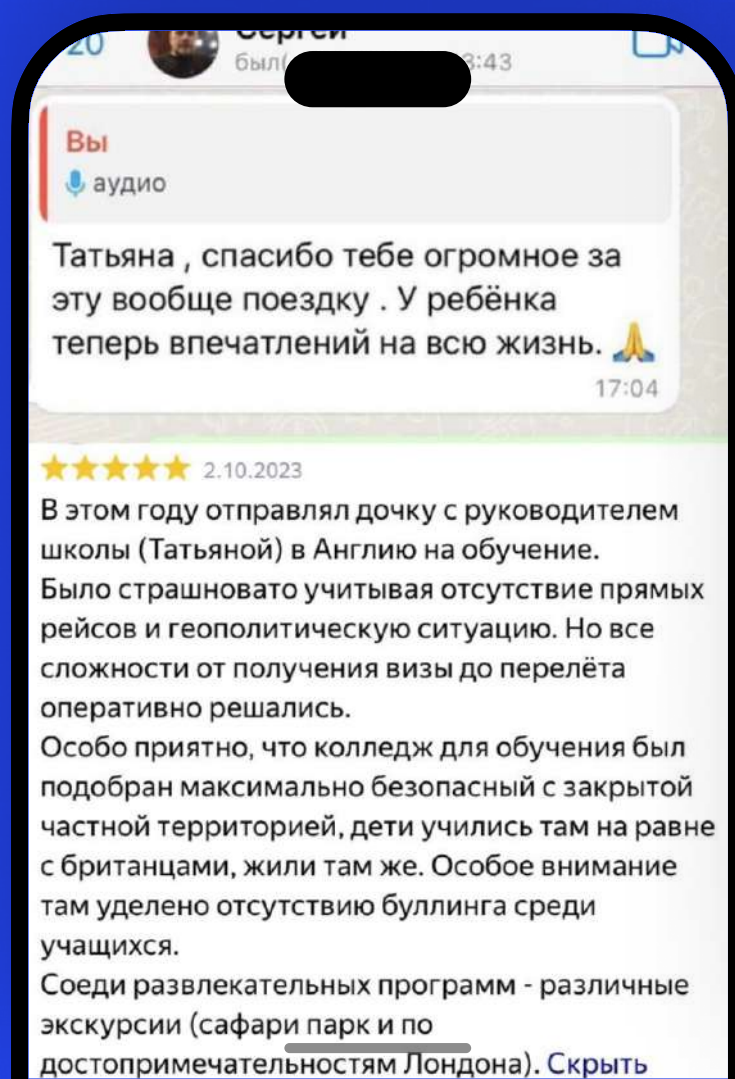 20
Сергей
был(
3:43
Вы
аудио
Татьяна , спасибо тебе огромное за
эту вообще поездку . У ребёнка
теперь впечатлений на всю жизнь. 🙏
17:04
2.10.2023
В этом году отправлял дочку с руководителем
школы (Татьяной) в Англию на обучение.
Было страшновато учитывая отсутствие прямых
рейсов и геополитическую ситуацию. Но все
сложности от получения визы до перелёта
оперативно решались.
Особо приятно, что колледж для обучения был
подобран максимально безопасный с закрытой
частной территорией, дети учились там на равне
с британцами, жили там же. Особое внимание
там уделено отсутствию буллинга среди
учащихся.
Соеди развлекательных программ - различные
экскурсии (сафари парк и по
достопримечательностям Лондона). Скрыть